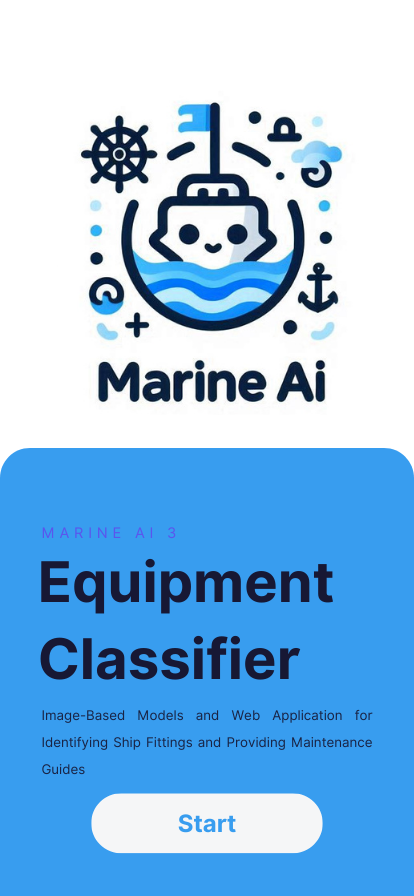 Marine Ai
MARINE AI 3
Equipment
Classifier
Image-Based Models and Web Application for
Identifying Ship Fittings and Providing Maintenance
Guides
Start